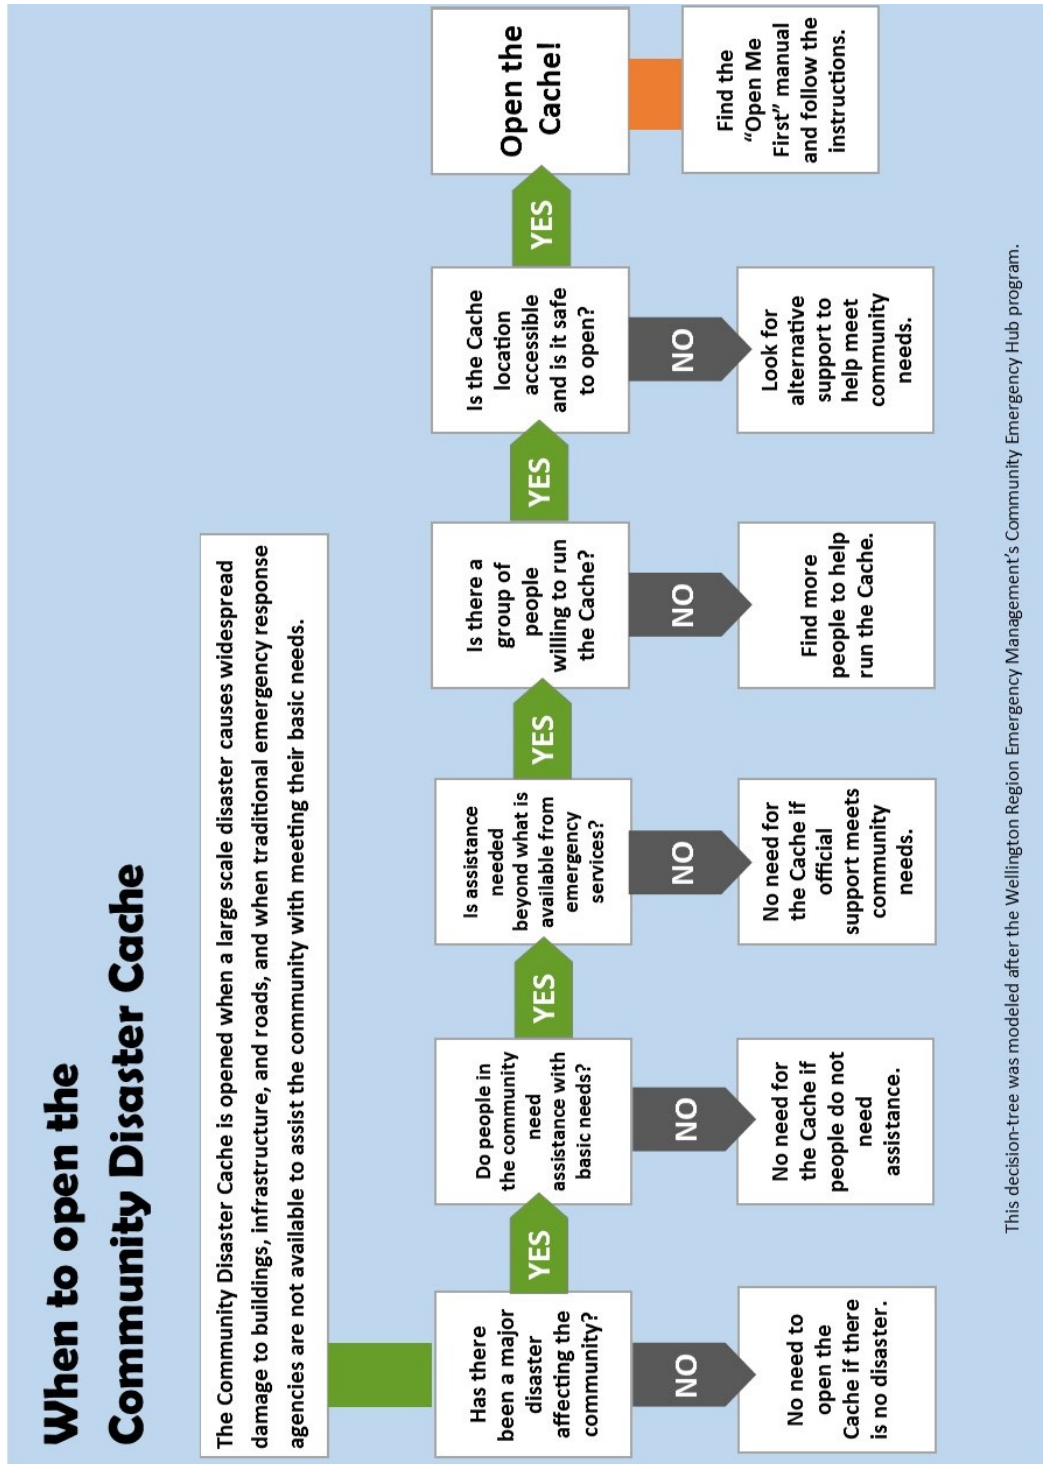 When to open the
Community Disaster Cache
The Community Disaster Cache is opened when a large scale disaster causes widespread
damage to buildings, infrastructure, and roads, and when traditional emergency response
agencies are not available to assist the community with meeting their basic needs.
Has there
been a major
disaster
affecting the
community?
YES
NO
No need to
open the
Cache if there
is no disaster.
Do people in
the community
need
assistance with
basic needs?
YES
NO
No need for
the Cache if
people do not
need
assistance.
Is assistance
needed
beyond what is
available from
emergency
services?
YES
NO
No need for
the Cache if
official
support meets
community
needs.
Is there a
group of
people
willing to run
the Cache?
YES
NO
Find more
people to help
run the Cache.
Is the Cache
location
accessible
and is it safe
to open?
YES
NO
Look for
alternative
support to
help meet
community
needs.
Open the
Cache!
Find the
“Open Me
First” manual
and follow the
instructions.
This decision-tree was modeled after the Wellington Region Emergency Management’s Community Emergency Hub program.